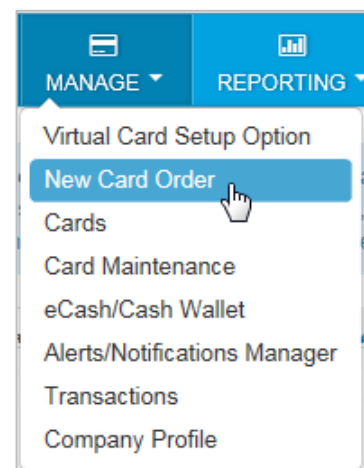 MANAGE REPORTING
Virtual Card Setup Option
New Card Order
Cards
Card Maintenance
eCash/Cash Wallet
Alerts/Notifications Manager
Transactions
Company Profile